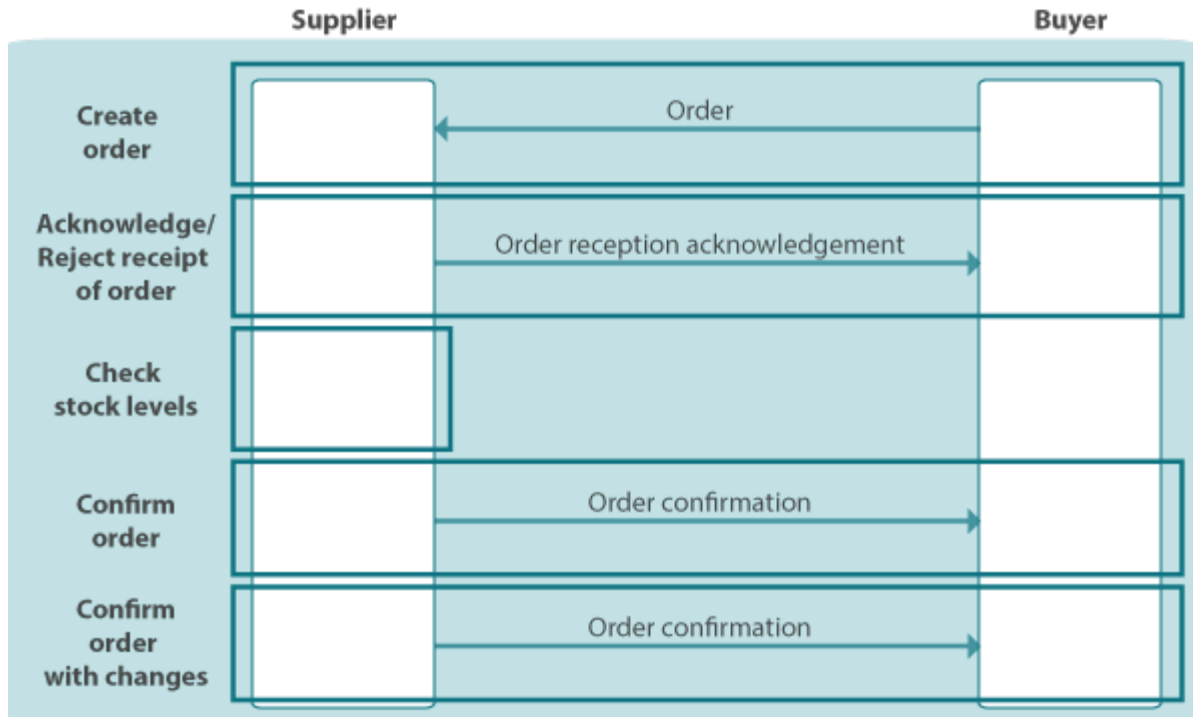 Supplier
Buyer
Create
order
Order
Acknowledge/
Reject receipt
of order
Order reception acknowledgement
Check
stock levels
Confirm
order
Order confirmation
Confirm
order
with changes
Order confirmation